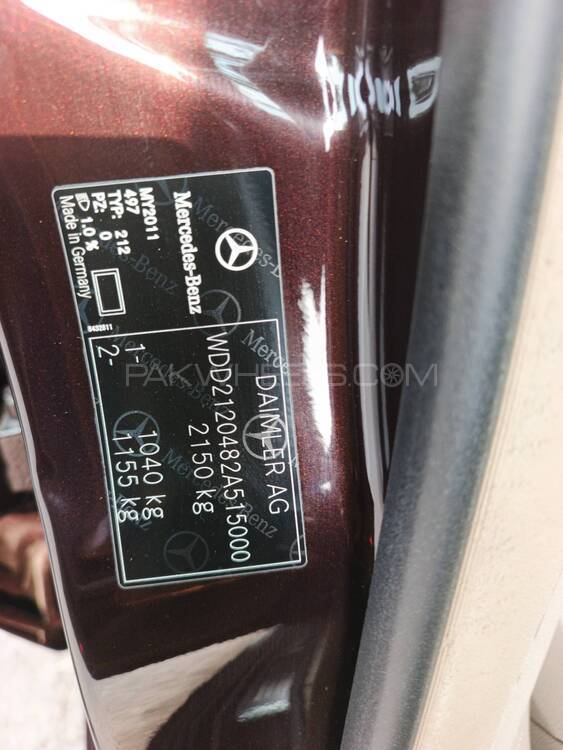 Mercedes-Benz
MY2011
497
TYP: 212
PZ: 0
1.0 %
Made in Germany
6432011
DAIMLER AG
WDD2120482A515000
2150 kg
1- 1040 kg
2- 1155 kg
PAKWHEELS.COM